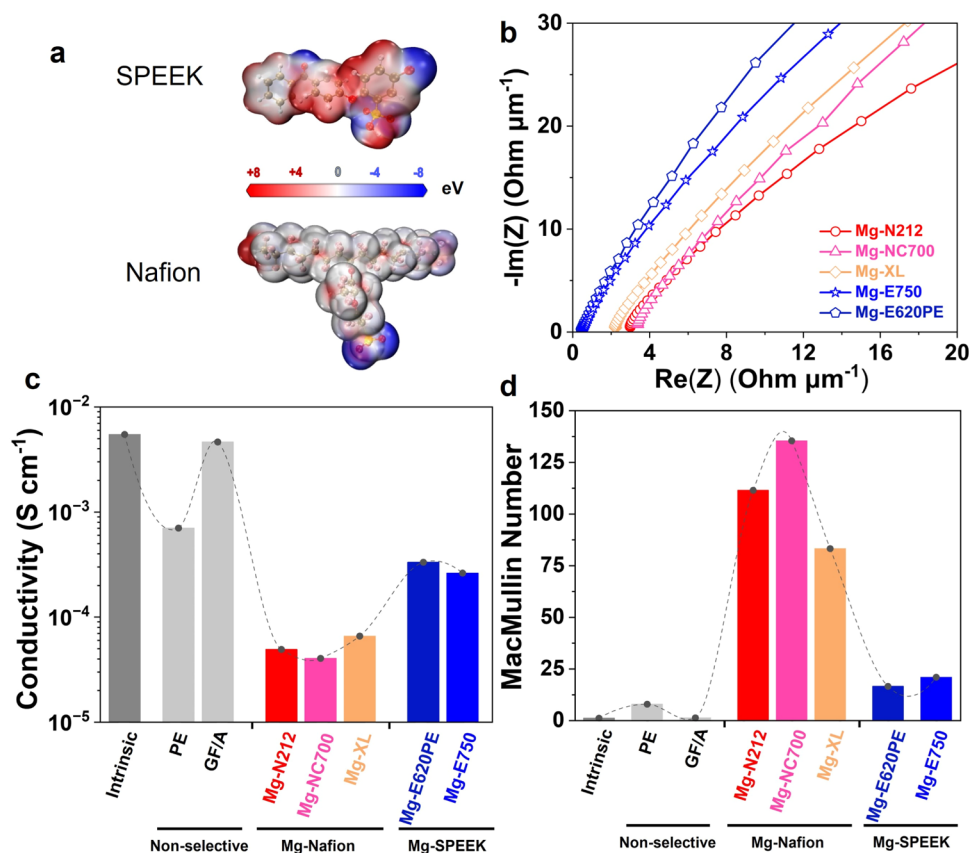 a
SPEEK
+8 +4 0 -4 -8
eV
Nafion
b
-Im(Z) (Ohm µm⁻¹)
30
20
10
0
0 4 8 12 16 20
Re(Z) (Ohm µm⁻¹)
Mg-N212
Mg-NC700
Mg-XL
Mg-E750
Mg-E620PE
c
Conductivity (S cm⁻¹)
10⁻²
10⁻³
10⁻⁴
10⁻⁵
Intrinsic
PE
GF/A
Mg-N212
Mg-NC700
Mg-XL
Mg-E620PE
Mg-E750
Non-selective
Mg-Nafion
Mg-SPEEK
d
MacMullin Number
150
125
100
75
50
25
0
Intrinsic
PE
GF/A
Mg-N212
Mg-NC700
Mg-XL
Mg-E620PE
Mg-E750
Non-selective
Mg-Nafion
Mg-SPEEK